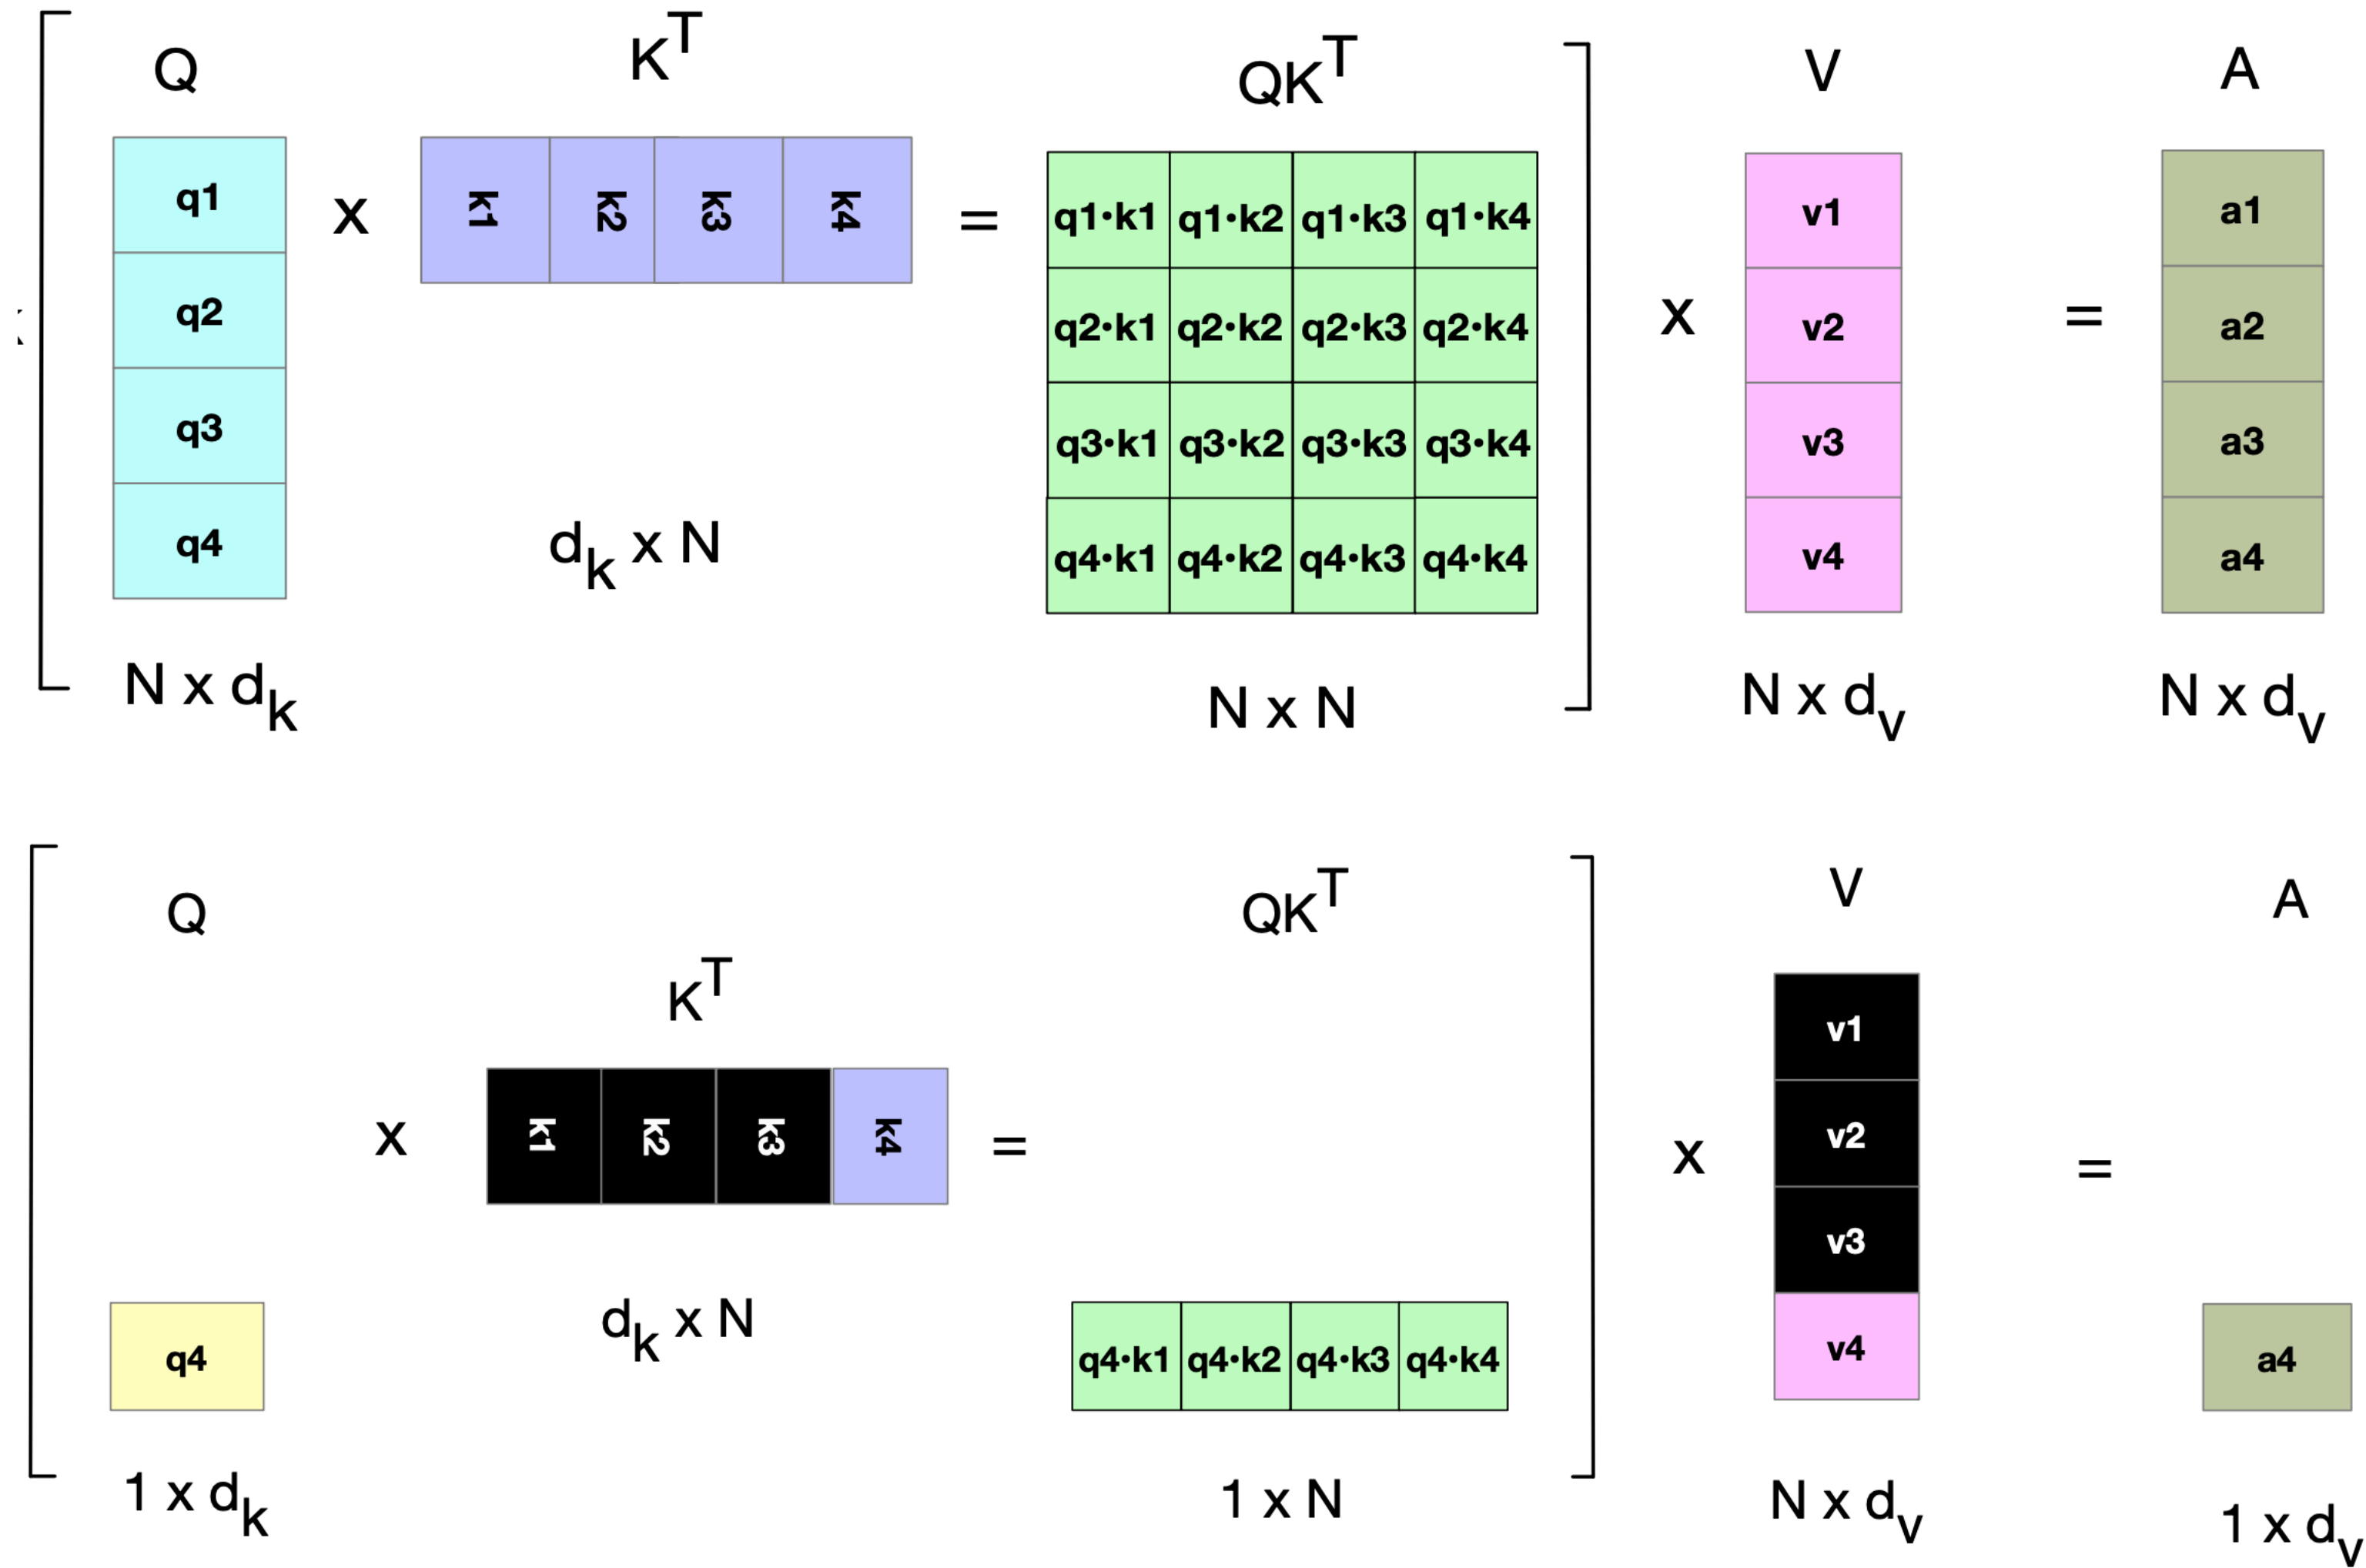 Q K^T QK^T V A
q1 x k1 k2 k3 k4 = q1·k1 q1·k2 q1·k3 q1·k4 v1 a1
q2 q2·k1 q2·k2 q2·k3 q2·k4 x v2 = a2
q3 q3·k1 q3·k2 q3·k3 q3·k4 v3 a3
q4 d_k x N q4·k1 q4·k2 q4·k3 q4·k4 v4 a4
N x d_k N x N N x d_v N x d_v
Q QK^T V A
K^T
v1
x k1 k2 k3 k4 = x v2 =
v3
q4 d_k x N q4·k1 q4·k2 q4·k3 q4·k4 v4 a4
1 x d_k 1 x N N x d_v 1 x d_v